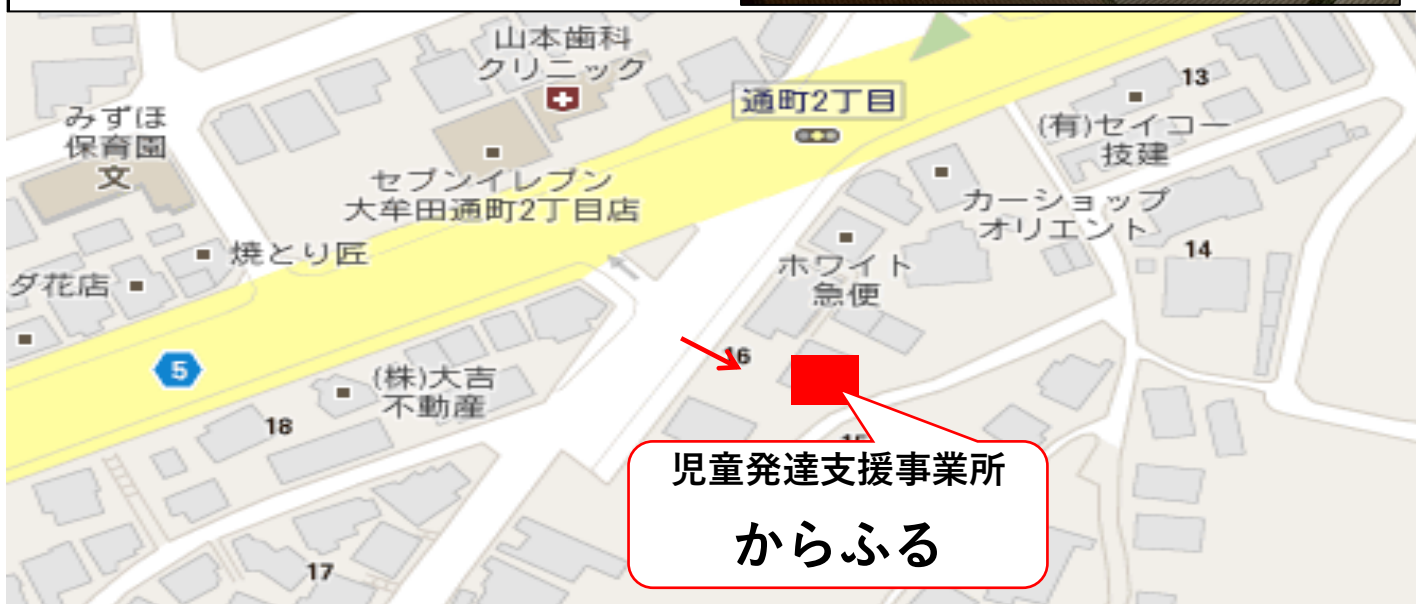 山本歯科
クリニック
13
通町2丁目
みずほ
保育園
文
(有)セイコー
技建
セブンイレブン
大牟田通町2丁目店
カーショップ
オリエント
14
焼とり匠
ホワイト
急便
ダ花店
16
5
(株)大吉
不動産
18
15
児童発達支援事業所
からふる
17